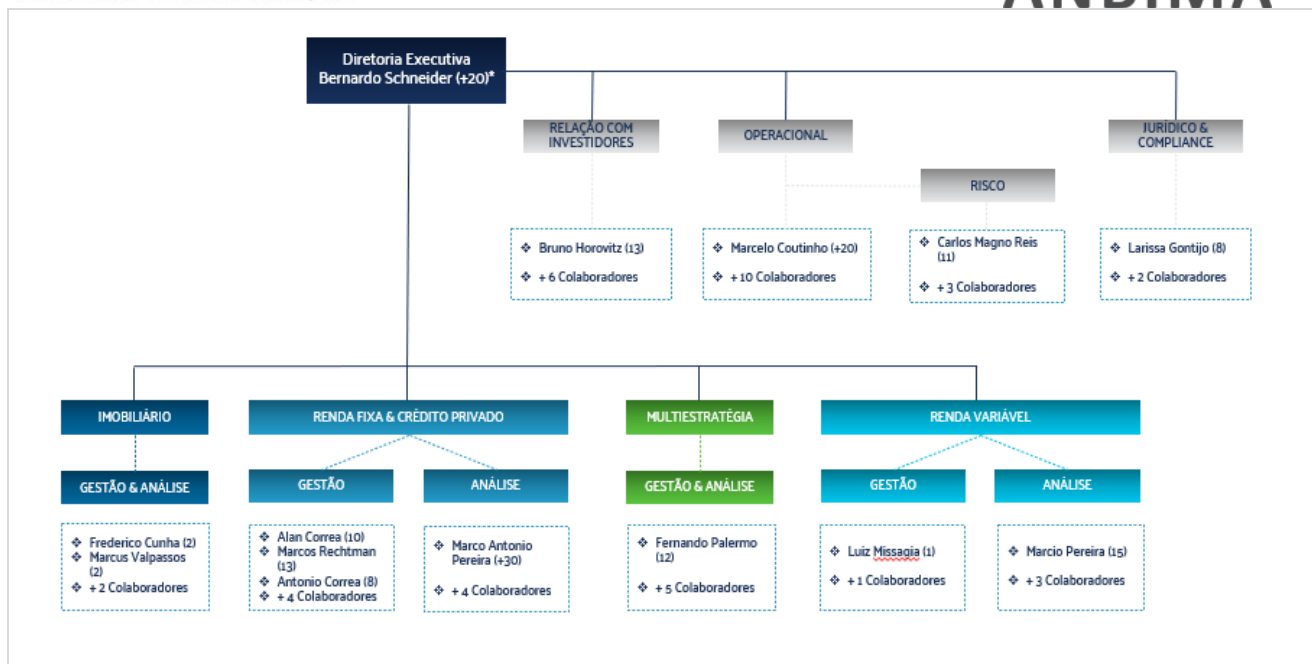 Diretoria Executiva
Bernardo Schneider (+20)*
RELAÇÃO COM
INVESTIDORES
OPERACIONAL
JURÍDICO &
COMPLIANCE
RISCO
❖ Bruno Horovitz (13)
❖ + 6 Colaboradores
❖ Marcelo Coutinho (+20)
❖ + 10 Colaboradores
❖ Carlos Magno Reis
(11)
❖ + 3 Colaboradores
❖ Larissa Gontijo (8)
❖ + 2 Colaboradores
IMOBILIÁRIO
RENDA FIXA & CRÉDITO PRIVADO
MULTIESTRATÉGIA
RENDA VARIÁVEL
GESTÃO & ANÁLISE
GESTÃO
ANÁLISE
GESTÃO & ANÁLISE
GESTÃO
ANÁLISE
❖ Frederico Cunha (2)
❖ Marcus Valpassos
(2)
❖ + 2 Colaboradores
❖ Alan Correa (10)
❖ Marcos Rechtman
(13)
❖ Antonio Correa (8)
❖ + 4 Colaboradores
❖ Marco Antonio
Pereira (+30)
❖ + 4 Colaboradores
❖ Fernando Palermo
(12)
❖ + 5 Colaboradores
❖ Luiz Missagia (1)
❖ + 1 Colaboradores
❖ Marcio Pereira (15)
❖ + 3 Colaboradores